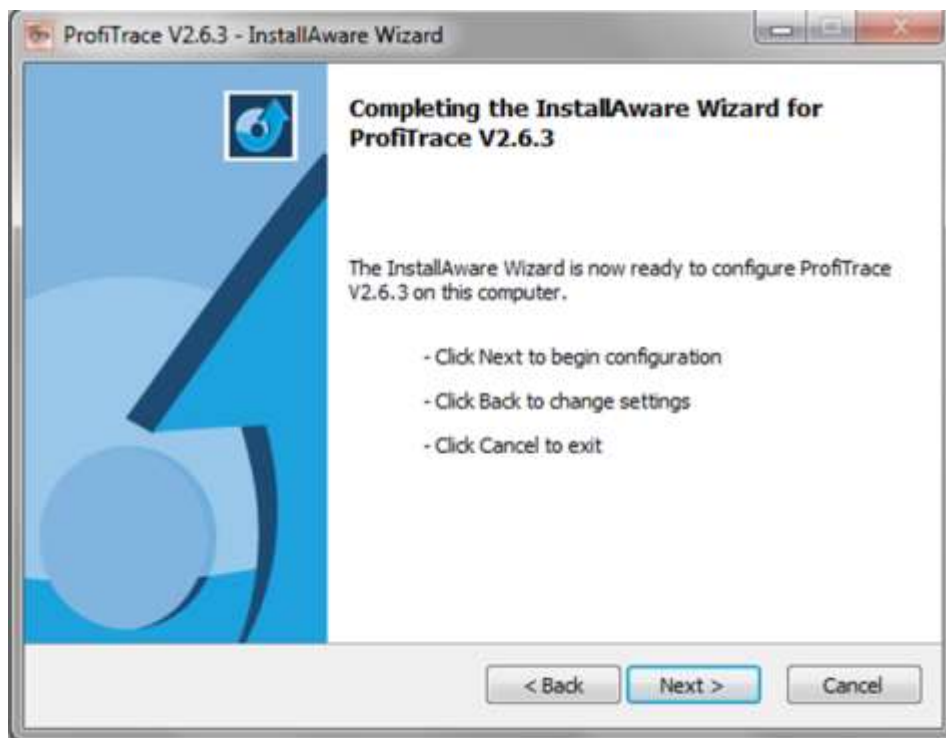 ProfiTrace V2.6.3 - InstallAware Wizard
Completing the InstallAware Wizard for
ProfiTrace V2.6.3
The InstallAware Wizard is now ready to configure ProfiTrace
V2.6.3 on this computer.
- Click Next to begin configuration
- Click Back to change settings
- Click Cancel to exit
< Back
Next >
Cancel